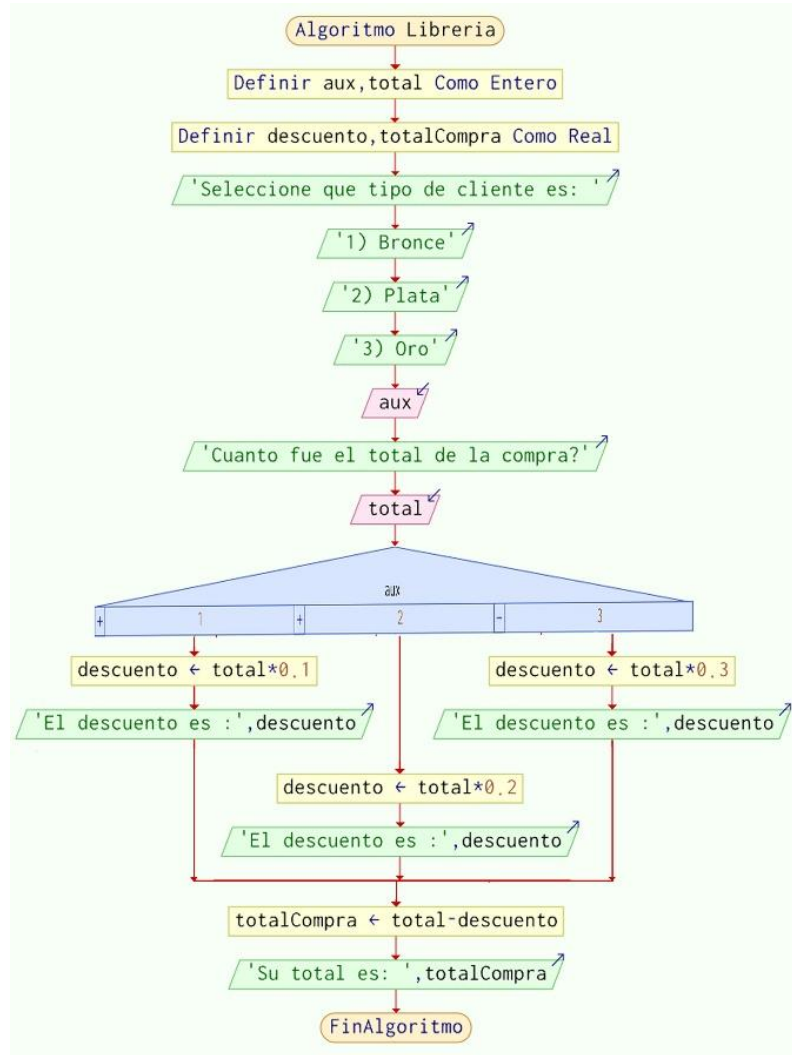 Algoritmo Libreria
Definir aux,total Como Entero
Definir descuento,totalCompra Como Real
'Seleccione que tipo de cliente es: '
'1) Bronce'
'2) Plata'
'3) Oro'
aux
'Cuanto fue el total de la compra?'
total
aux
+ 1 + 2 - 3
descuento ← total*0.1
descuento ← total*0.3
'El descuento es :',descuento
'El descuento es :',descuento
descuento ← total*0.2
'El descuento es :',descuento
totalCompra ← total-descuento
'Su total es: ',totalCompra
FinAlgoritmo